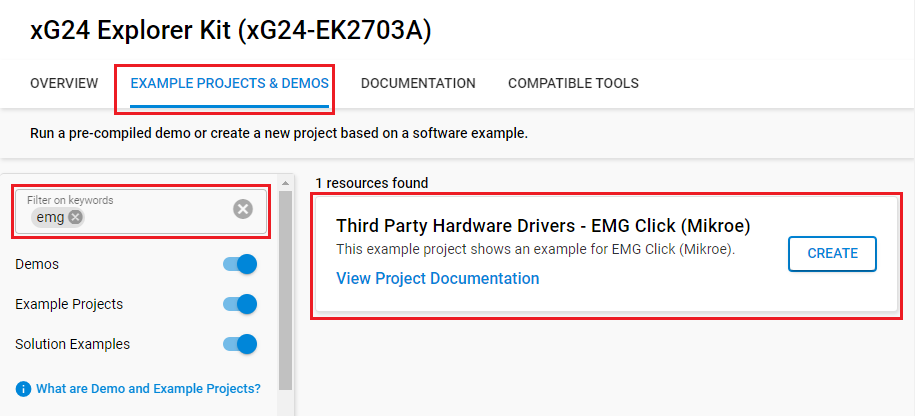 xG24 Explorer Kit (xG24-EK2703A)
OVERVIEW EXAMPLE PROJECTS & DEMOS DOCUMENTATION COMPATIBLE TOOLS
Run a pre-compiled demo or create a new project based on a software example.
Filter on keywords
emg
Demos
Example Projects
Solution Examples
What are Demo and Example Projects?
1 resources found
Third Party Hardware Drivers - EMG Click (Mikroe)
This example project shows an example for EMG Click (Mikroe).
View Project Documentation
CREATE